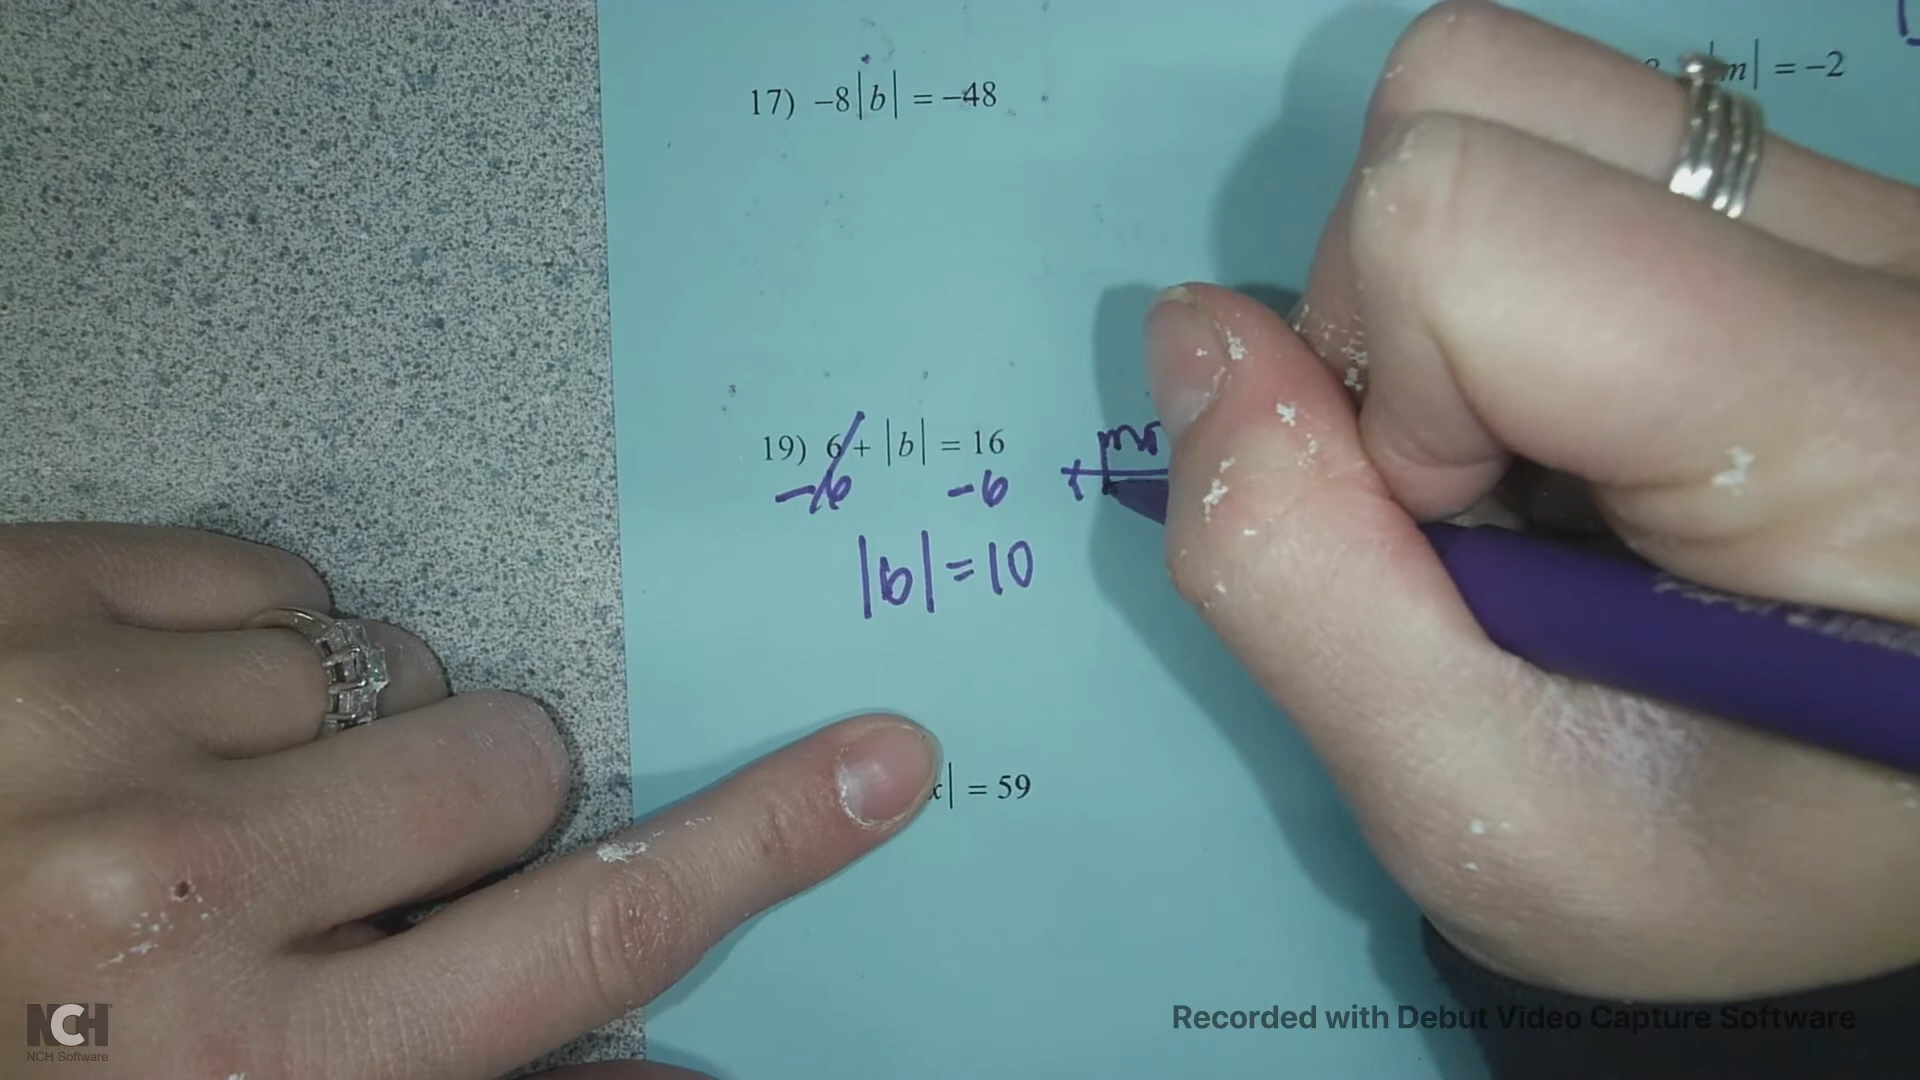 17) −8|b| = −48
|m| = −2
19) 6 + |b| = 16
−6 −6
|b| = 10
x| = 59
NCH
NCH Software
Recorded with Debut Video Capture Software